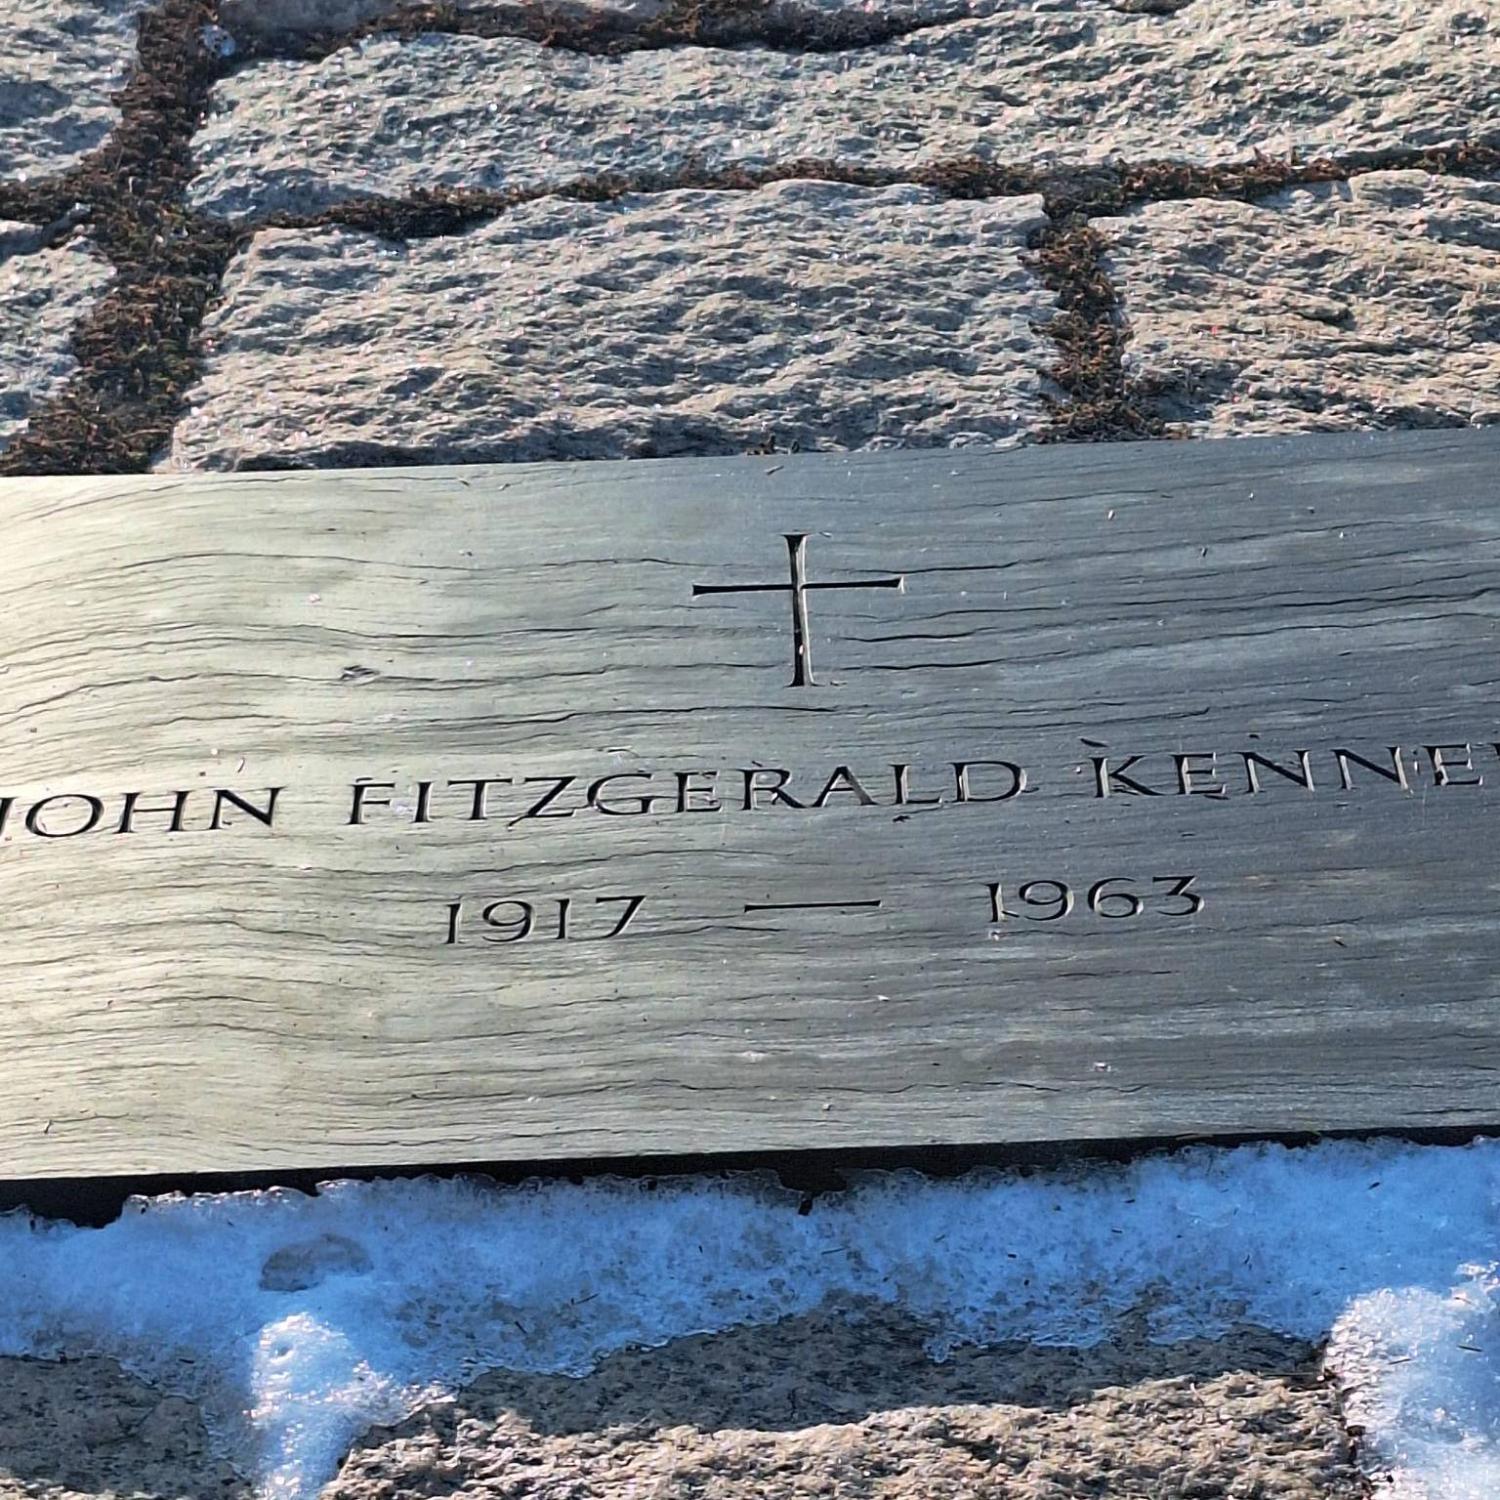 JOHN FITZGERALD KENNE
1917 — 1963